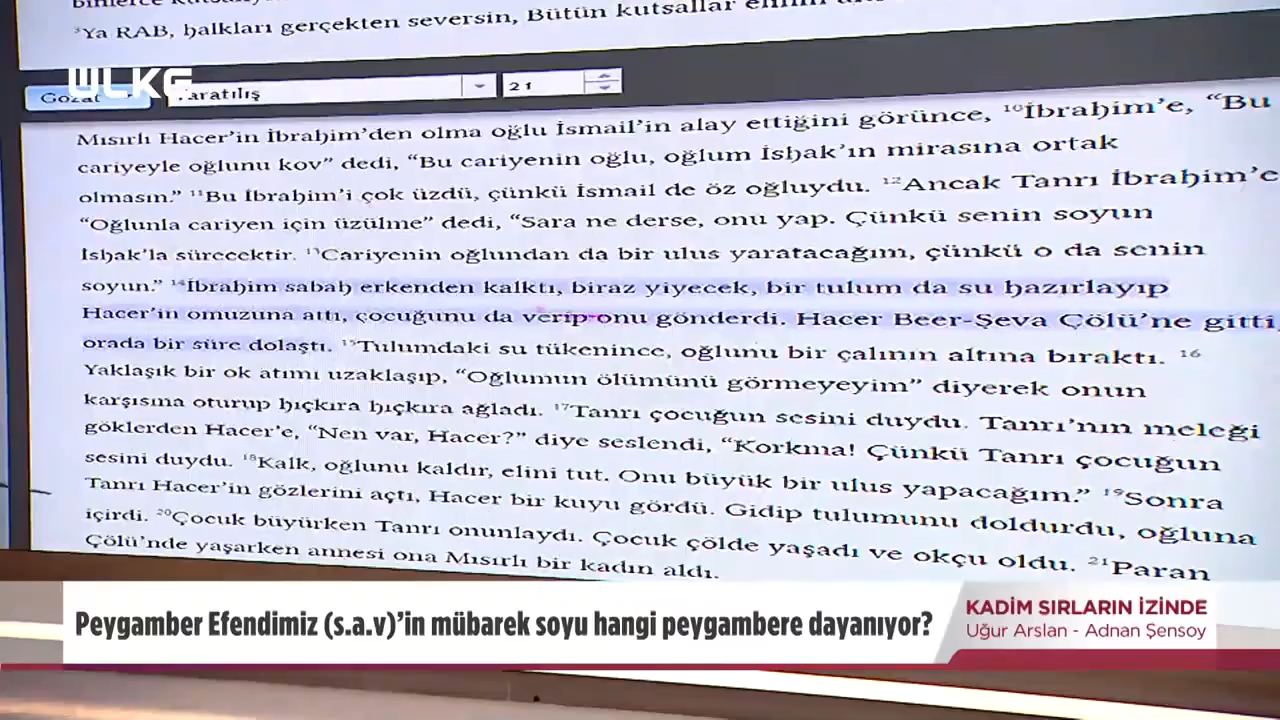 ³Ya RAB, halkları gerçekten seversin, Bütün kutsallar
ÜLKE
Gözat
Yaratılış
21
Mısırlı Hacer’in İbrahim’den olma oğlu İsmail’in alay ettiğini görünce, ¹⁰İbrahim’e, “Bu
cariyeyle oğlunu kov” dedi, “Bu cariyenin oğlu, oğlum İshak’ın mirasına ortak
olmasın.” ¹¹Bu İbrahim’i çok üzdü, çünkü İsmail de öz oğluydu. ¹²Ancak Tanrı İbrahim’e
“Oğlunla cariyen için üzülme” dedi, “Sara ne derse, onu yap. Çünkü senin soyun
İshak’la sürecektir. ¹³Cariyenin oğlundan da bir ulus yaratacağım, çünkü o da senin
soyun.” ¹⁴İbrahim sabah erkenden kalktı, biraz yiyecek, bir tulum da su hazırlayıp
Hacer’in omuzuna attı, çocuğunu da verip onu gönderdi. Hacer Beer-Şeva Çölü’ne gitti,
orada bir süre dolaştı. ¹⁵Tulumdaki su tükenince, oğlunu bir çalının altına bıraktı. ¹⁶
Yaklaşık bir ok atımı uzaklaşıp, “Oğlumun ölümünü görmeyeyim” diyerek onun
karşısına oturup hıçkıra hıçkıra ağladı. ¹⁷Tanrı çocuğun sesini duydu. Tanrı’nın meleği
göklerden Hacer’e, “Nen var, Hacer?” diye seslendi, “Korkma! Çünkü Tanrı çocuğun
sesini duydu. ¹⁸Kalk, oğlunu kaldır, elini tut. Onu büyük bir ulus yapacağım.” ¹⁹Sonra
Tanrı Hacer’in gözlerini açtı, Hacer bir kuyu gördü. Gidip tulumunu doldurdu, oğluna
içirdi. ²⁰Çocuk büyürken Tanrı onunlaydı. Çocuk çölde yaşadı ve okçu oldu. ²¹Paran
Çölü’nde yaşarken annesi ona Mısırlı bir kadın aldı.
Peygamber Efendimiz (s.a.v)’in mübarek soyu hangi peygambere dayanıyor?
KADİM SIRLARIN İZİNDE
Uğur Arslan - Adnan Şensoy